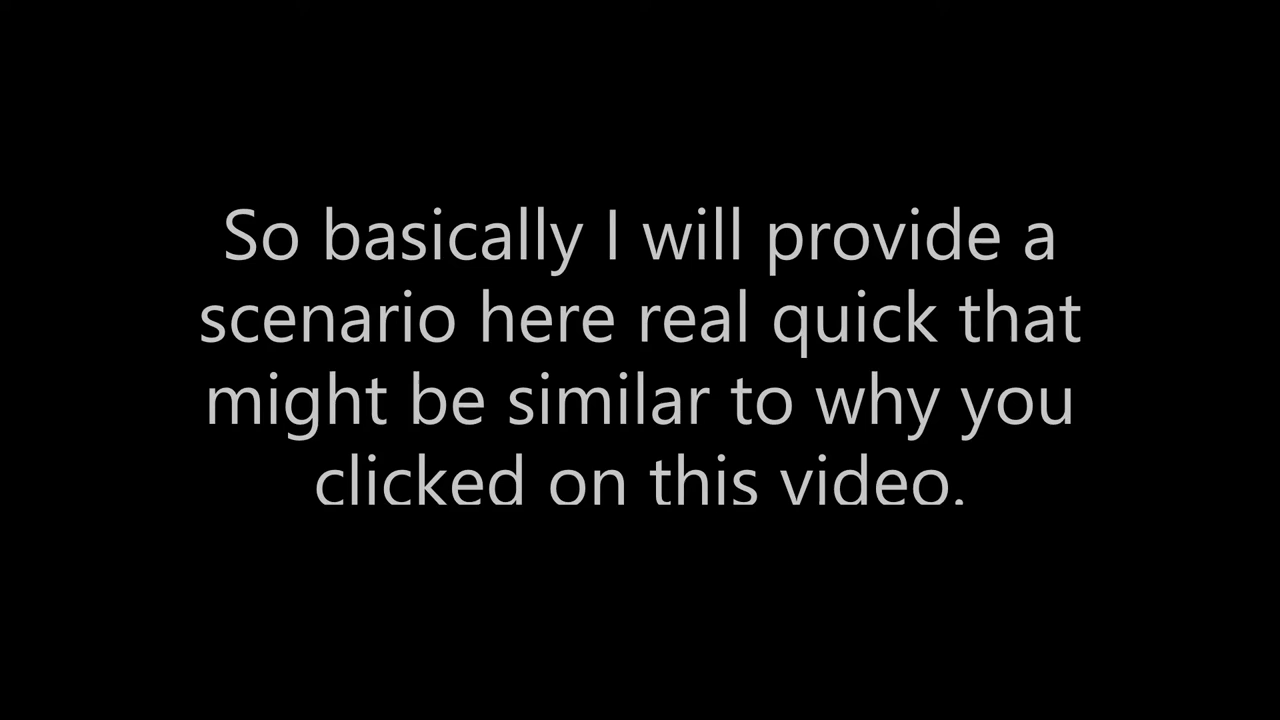 So basically I will provide a
scenario here real quick that
might be similar to why you
clicked on this video.